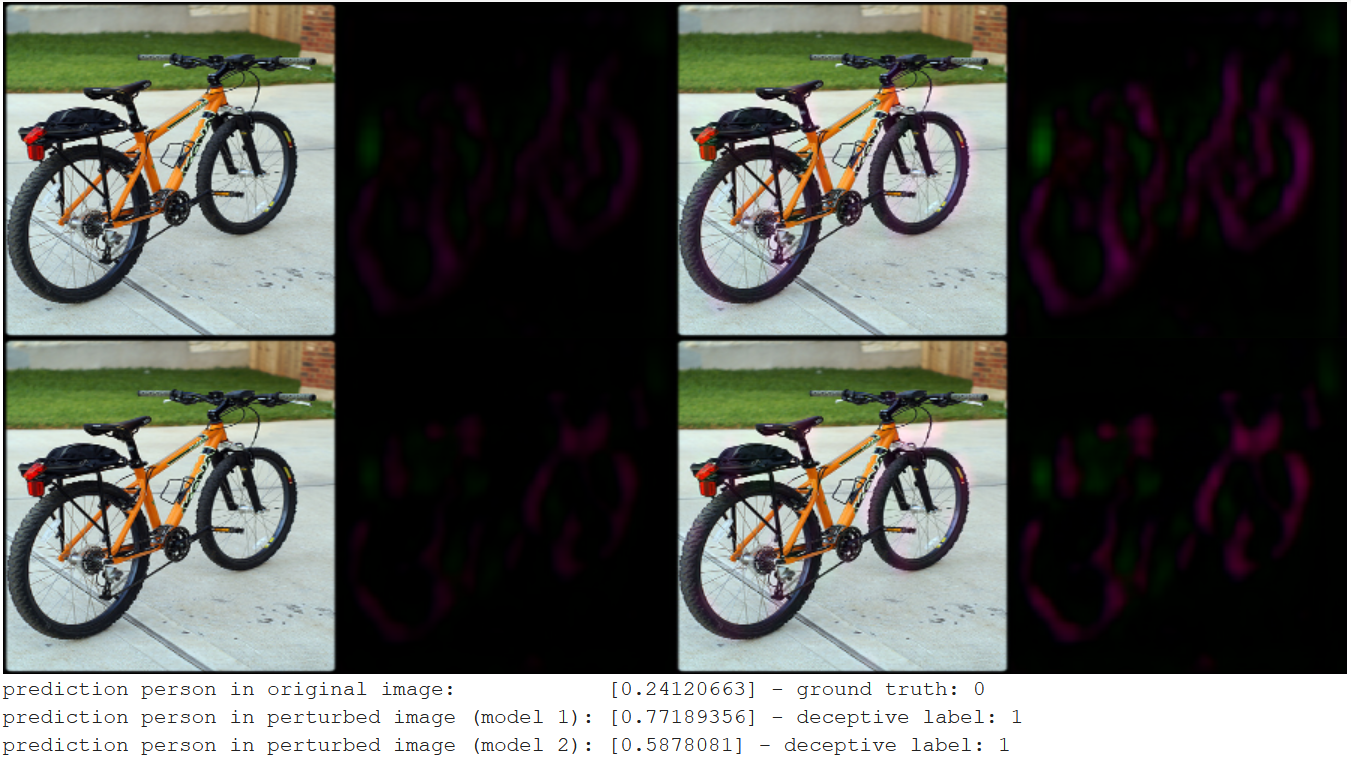 prediction person in original image: [0.24120663] - ground truth: 0
prediction person in perturbed image (model 1): [0.77189356] - deceptive label: 1
prediction person in perturbed image (model 2): [0.5878081] - deceptive label: 1